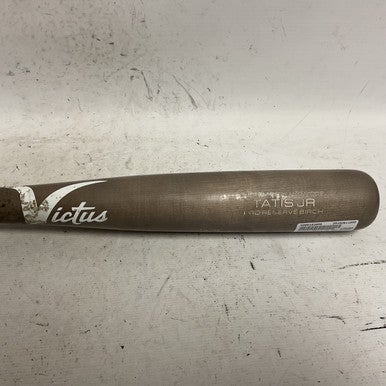 Victus
TATIS JR
PRO RESERVE BIRCH